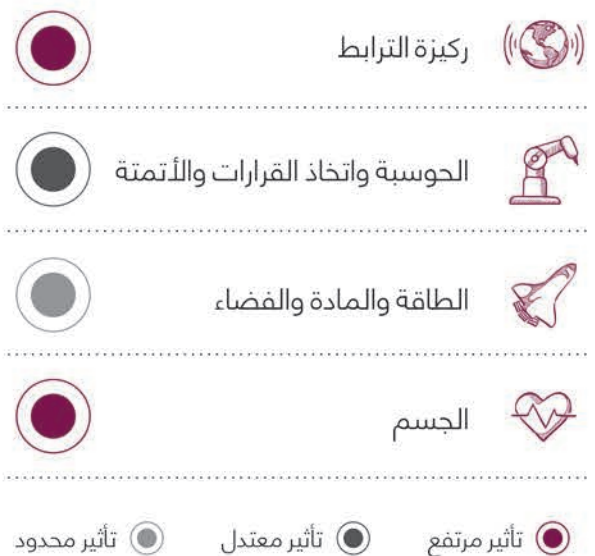 ركيزة الترابط
الحوسبة واتخاذ القرارات والأتمتة
الطاقة والمادة والفضاء
الجسم
تأثير مرتفع تأثير معتدل تأثير محدود